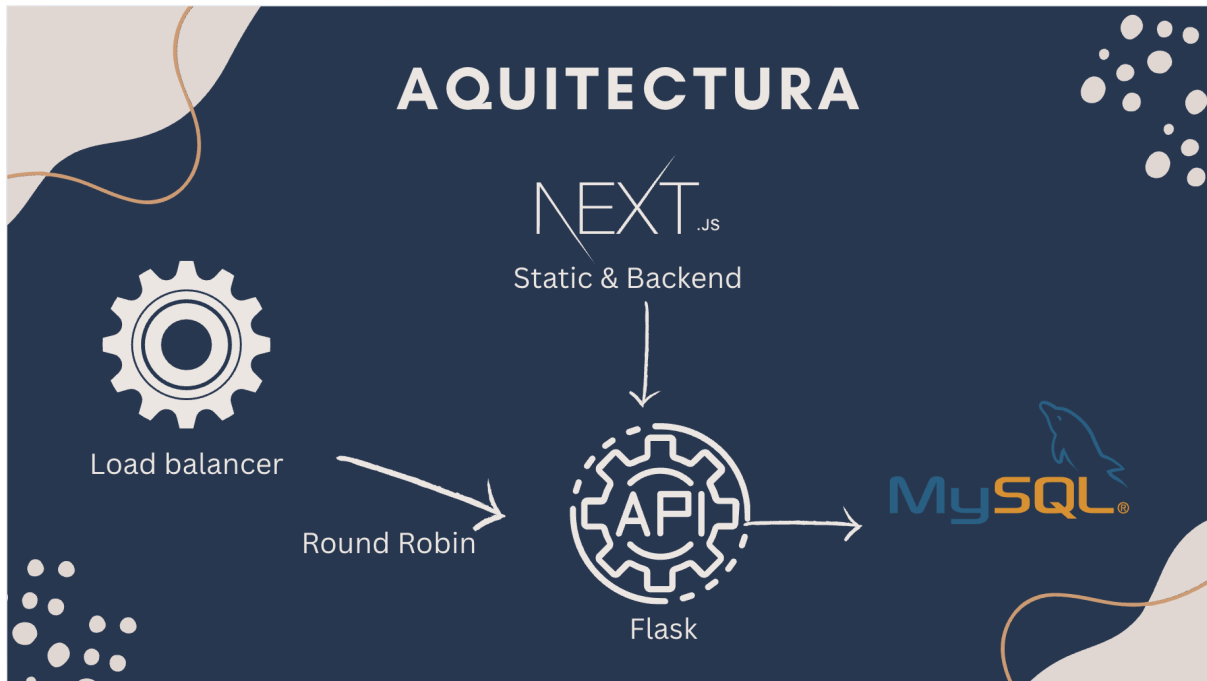 AQUITECTURA
NEXT.JS
Static & Backend
Load balancer
Round Robin
API
Flask
MySQL®